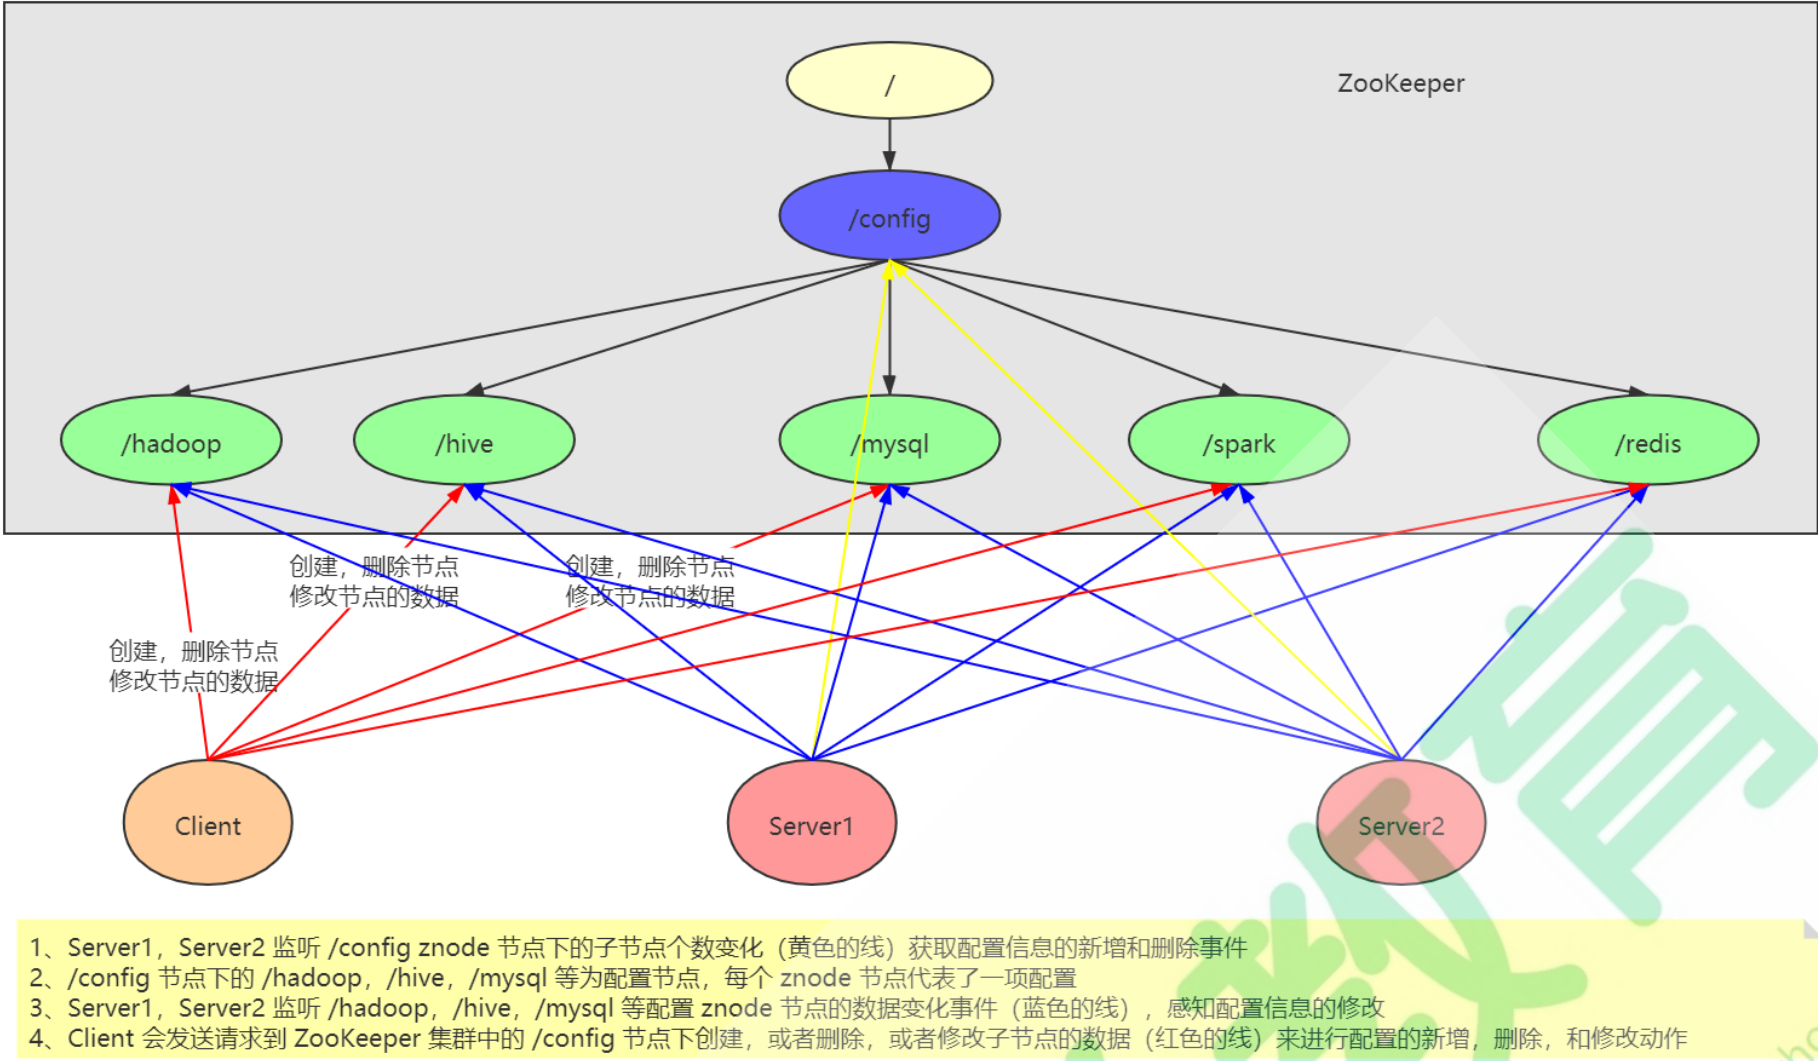 /
ZooKeeper
/config
/hadoop
/hive
/mysql
/spark
/redis
创建，删除节点
修改节点的数据
创建，删除节点
修改节点的数据
创建，删除节点
修改节点的数据
Client
Server1
Server2
1、Server1，Server2 监听 /config znode 节点下的子节点个数变化（黄色的线）获取配置信息的新增和删除事件
2、/config 节点下的 /hadoop，/hive，/mysql 等为配置节点，每个 znode 节点代表了一项配置
3、Server1，Server2 监听 /hadoop，/hive，/mysql 等配置 znode 节点的数据变化事件（蓝色的线），感知配置信息的修改
4、Client 会发送请求到 ZooKeeper 集群中的 /config 节点下创建，或者删除，或者修改子节点的数据（红色的线）来进行配置的新增，删除，和修改动作